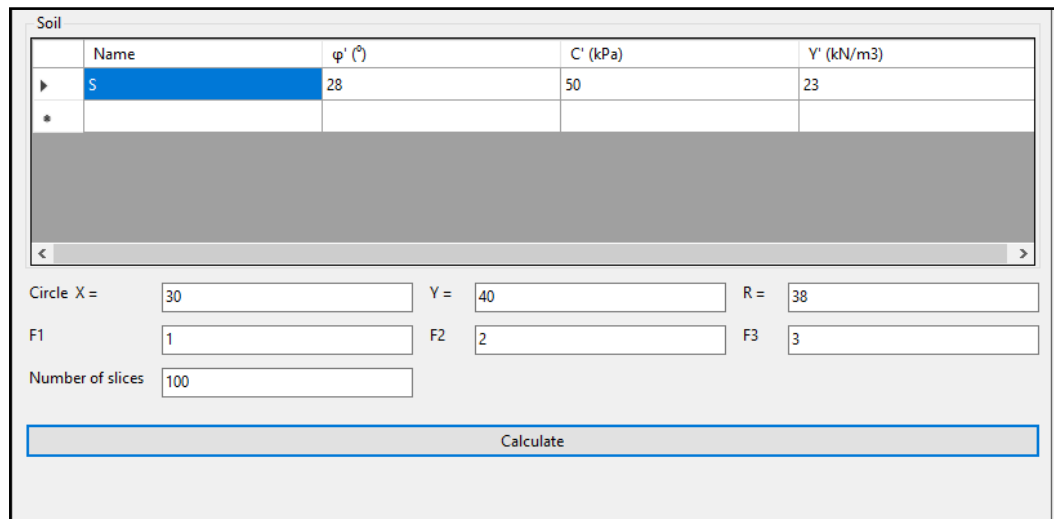 Soil
Name φ' (⁰) C' (kPa) Y' (kN/m3)
S 28 50 23
Circle X = 30 Y = 40 R = 38
F1 1 F2 2 F3 3
Number of slices 100
Calculate